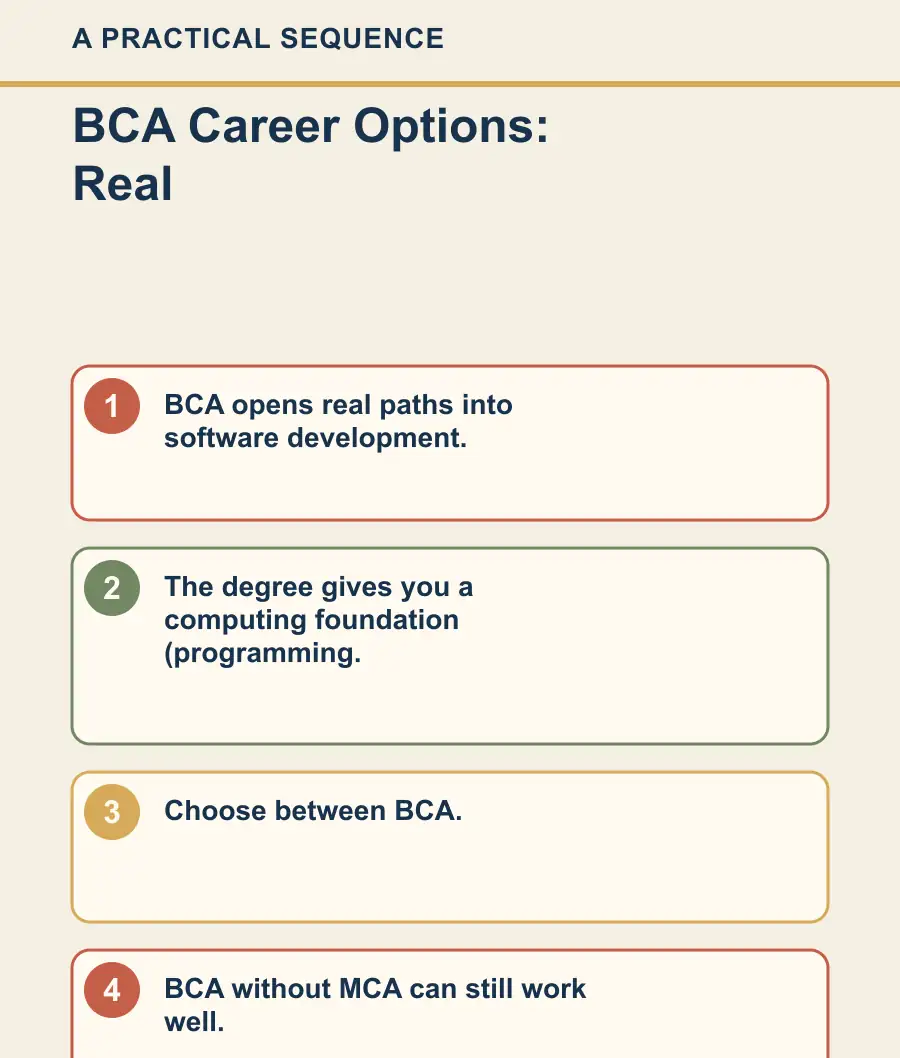 A PRACTICAL SEQUENCE
BCA Career Options:
Real
1
BCA opens real paths into
software development.
2
The degree gives you a
computing foundation
(programming.
3
Choose between BCA.
4
BCA without MCA can still work
well.